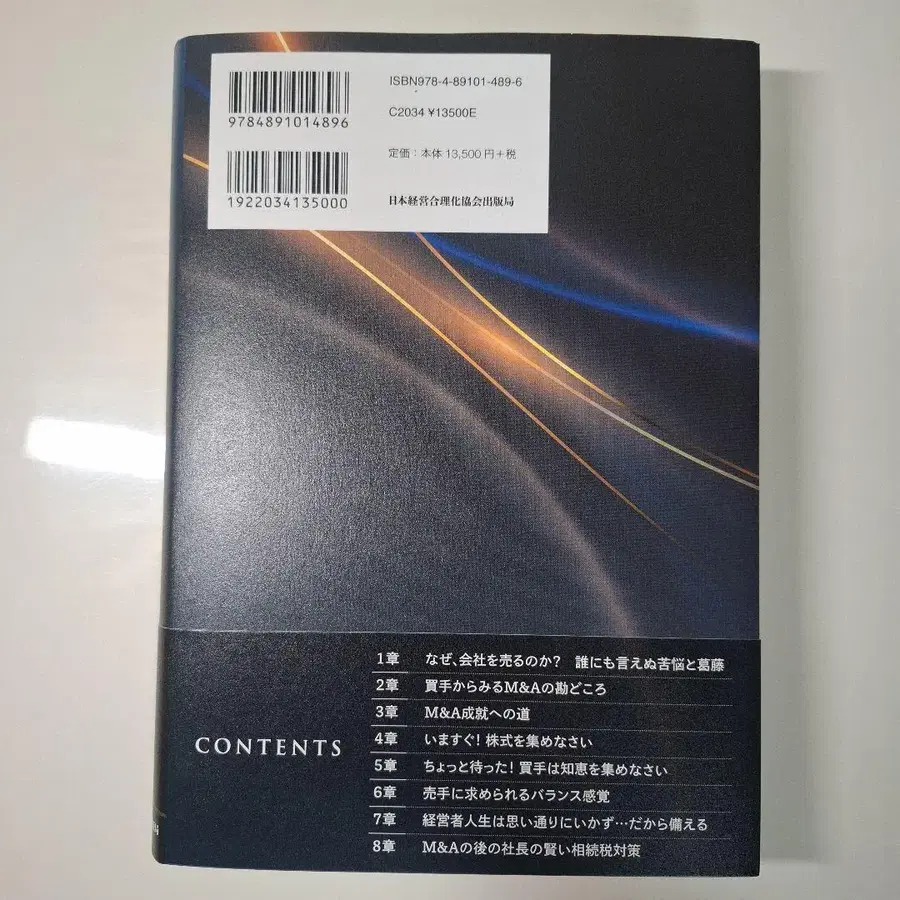 ISBN978-4-89101-489-6
9784891014896
C2034 ¥13500E
定価：本体13,500円＋税
1922034135000
日本経営合理化協会出版局
CONTENTS
1章 なぜ、会社を売るのか？ 誰にも言えぬ苦悩と葛藤
2章 買手からみるM&Aの勘どころ
3章 M&A成就への道
4章 いますぐ！株式を集めなさい
5章 ちょっと待った！買手は知恵を集めなさい
6章 売手に求められるバランス感覚
7章 経営者人生は思い通りにいかず…だから備える
8章 M&Aの後の社長の賢い相続税対策